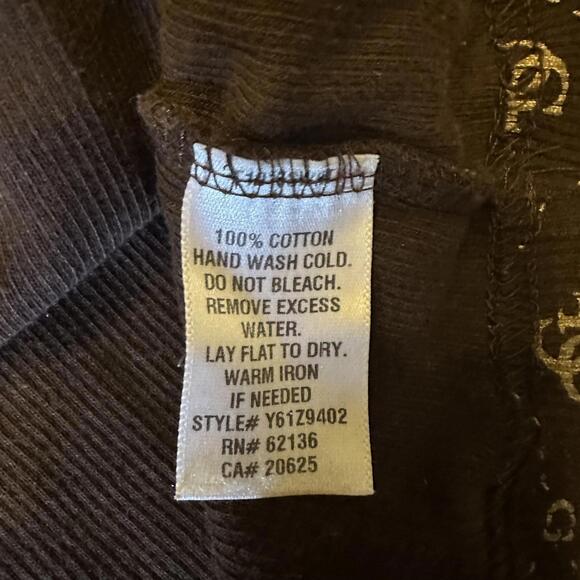 100% COTTON
HAND WASH COLD.
DO NOT BLEACH.
REMOVE EXCESS
WATER.
LAY FLAT TO DRY.
WARM IRON
IF NEEDED
STYLE# Y61Z9402
RN# 62136
CA# 20625